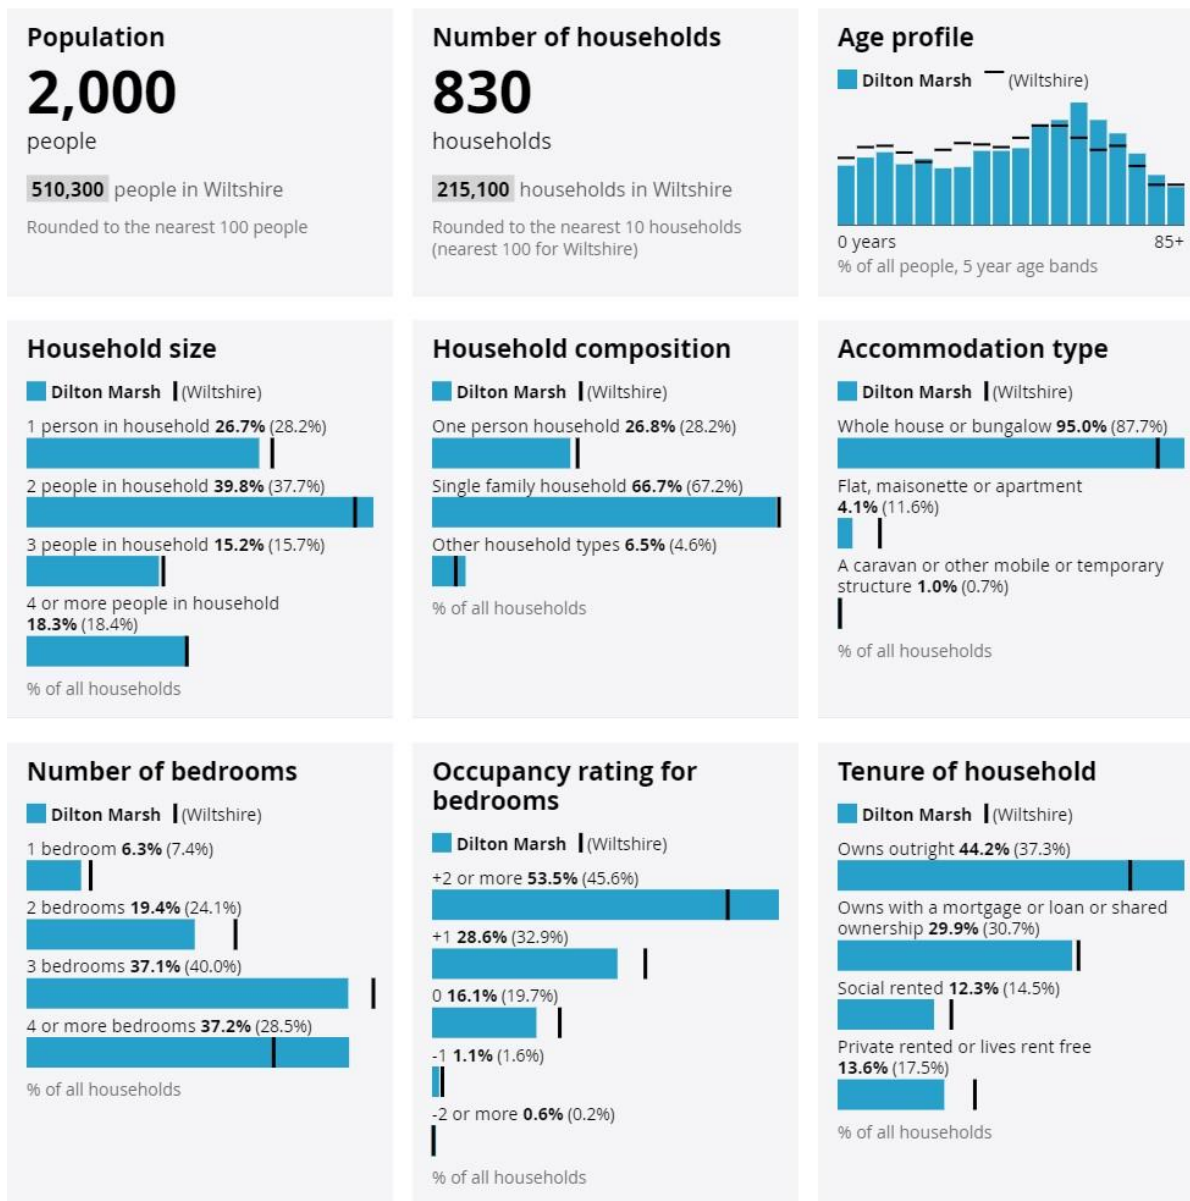 Population
2,000
people
510,300 people in Wiltshire
Rounded to the nearest 100 people
Number of households
830
households
215,100 households in Wiltshire
Rounded to the nearest 10 households
(nearest 100 for Wiltshire)
Age profile
Dilton Marsh (Wiltshire)
0 years 85+
% of all people, 5 year age bands
Household size
Dilton Marsh (Wiltshire)
1 person in household 26.7% (28.2%)
2 people in household 39.8% (37.7%)
3 people in household 15.2% (15.7%)
4 or more people in household
18.3% (18.4%)
% of all households
Household composition
Dilton Marsh (Wiltshire)
One person household 26.8% (28.2%)
Single family household 66.7% (67.2%)
Other household types 6.5% (4.6%)
% of all households
Accommodation type
Dilton Marsh (Wiltshire)
Whole house or bungalow 95.0% (87.7%)
Flat, maisonette or apartment
4.1% (11.6%)
A caravan or other mobile or temporary
structure 1.0% (0.7%)
% of all households
Number of bedrooms
Dilton Marsh (Wiltshire)
1 bedroom 6.3% (7.4%)
2 bedrooms 19.4% (24.1%)
3 bedrooms 37.1% (40.0%)
4 or more bedrooms 37.2% (28.5%)
% of all households
Occupancy rating for
bedrooms
Dilton Marsh (Wiltshire)
+2 or more 53.5% (45.6%)
+1 28.6% (32.9%)
0 16.1% (19.7%)
-1 1.1% (1.6%)
-2 or more 0.6% (0.2%)
% of all households
Tenure of household
Dilton Marsh (Wiltshire)
Owns outright 44.2% (37.3%)
Owns with a mortgage or loan or shared
ownership 29.9% (30.7%)
Social rented 12.3% (14.5%)
Private rented or lives rent free
13.6% (17.5%)
% of all households